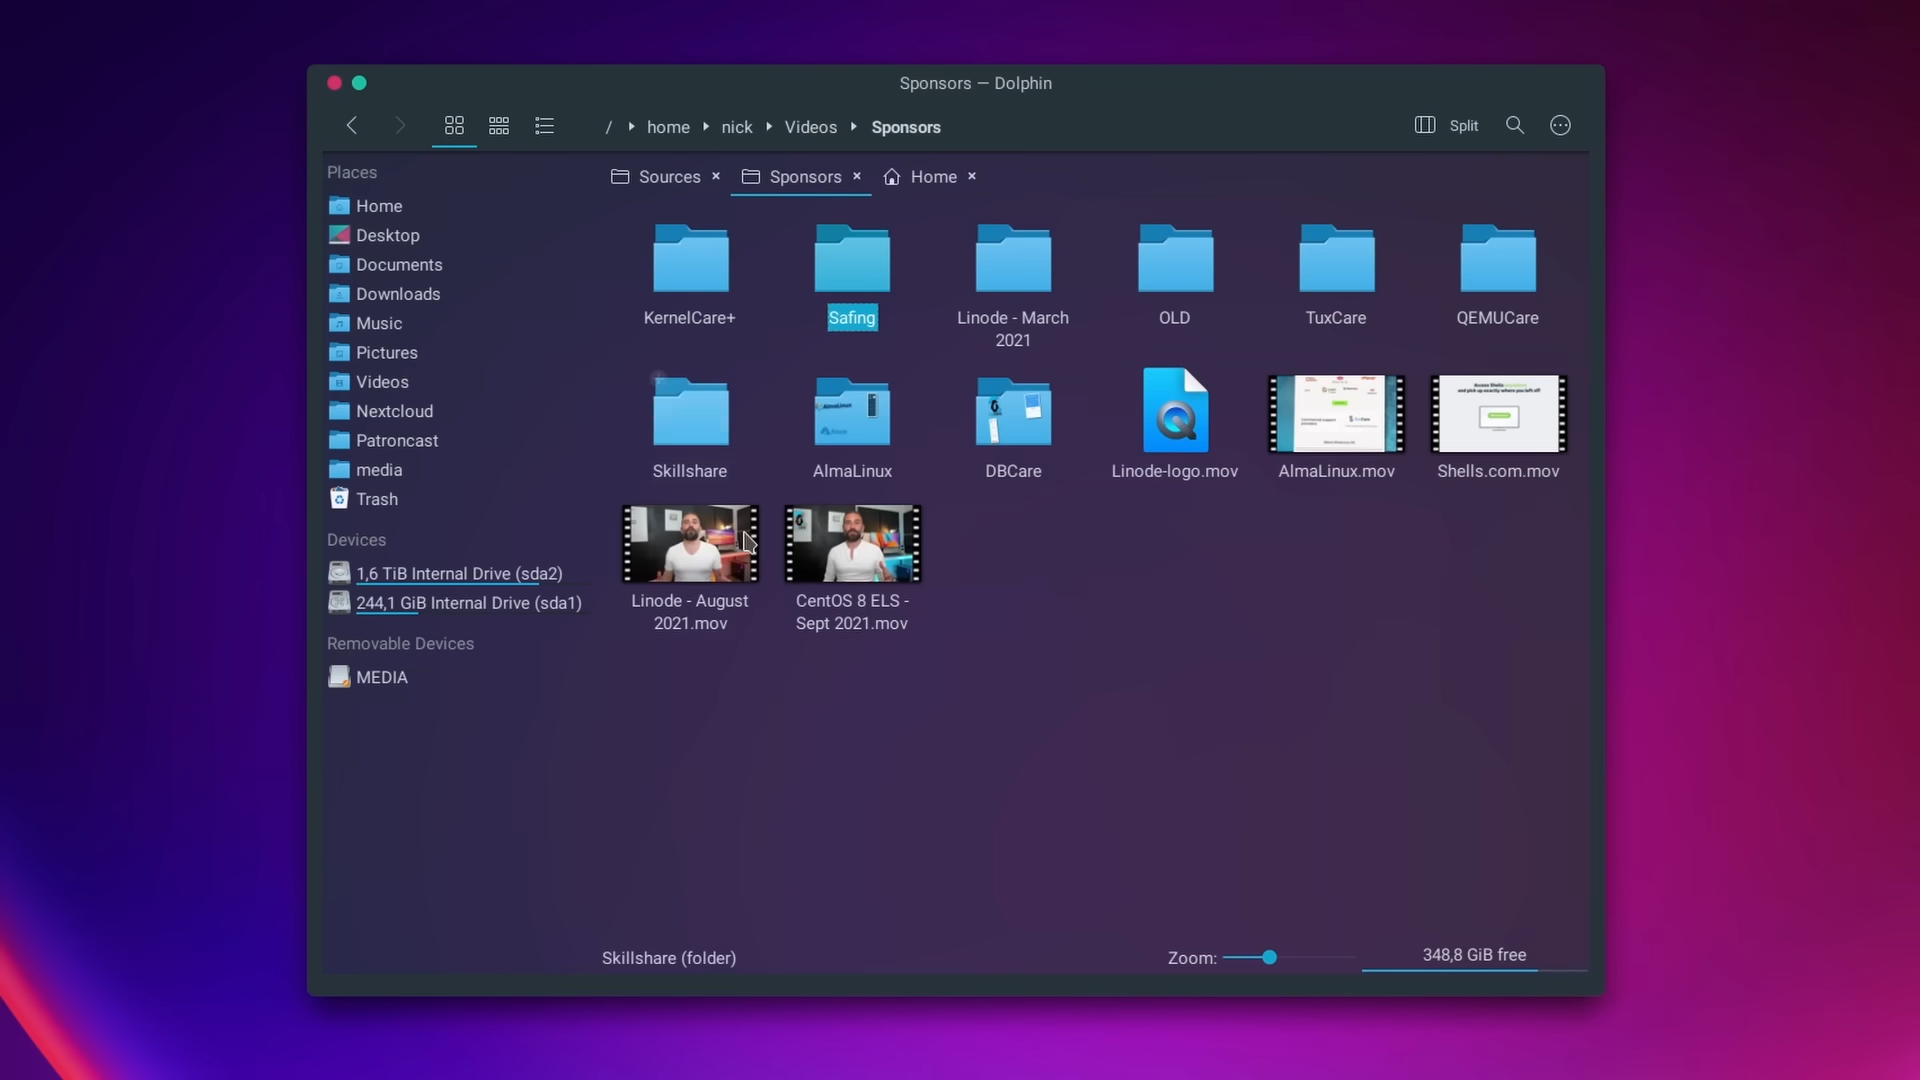 Sponsors — Dolphin
/ home nick Videos Sponsors
Split
Places
Home
Desktop
Documents
Downloads
Music
Pictures
Videos
Nextcloud
Patroncast
media
Trash
Devices
1,6 TiB Internal Drive (sda2)
244,1 GiB Internal Drive (sda1)
Removable Devices
MEDIA
Sources
Sponsors
Home
KernelCare+
Safing
Linode - March
2021
OLD
TuxCare
QEMUCare
Skillshare
AlmaLinux
DBCare
Linode-logo.mov
AlmaLinux.mov
Shells.com.mov
Linode - August
2021.mov
CentOS 8 ELS -
Sept 2021.mov
Skillshare (folder)
Zoom:
348,8 GiB free